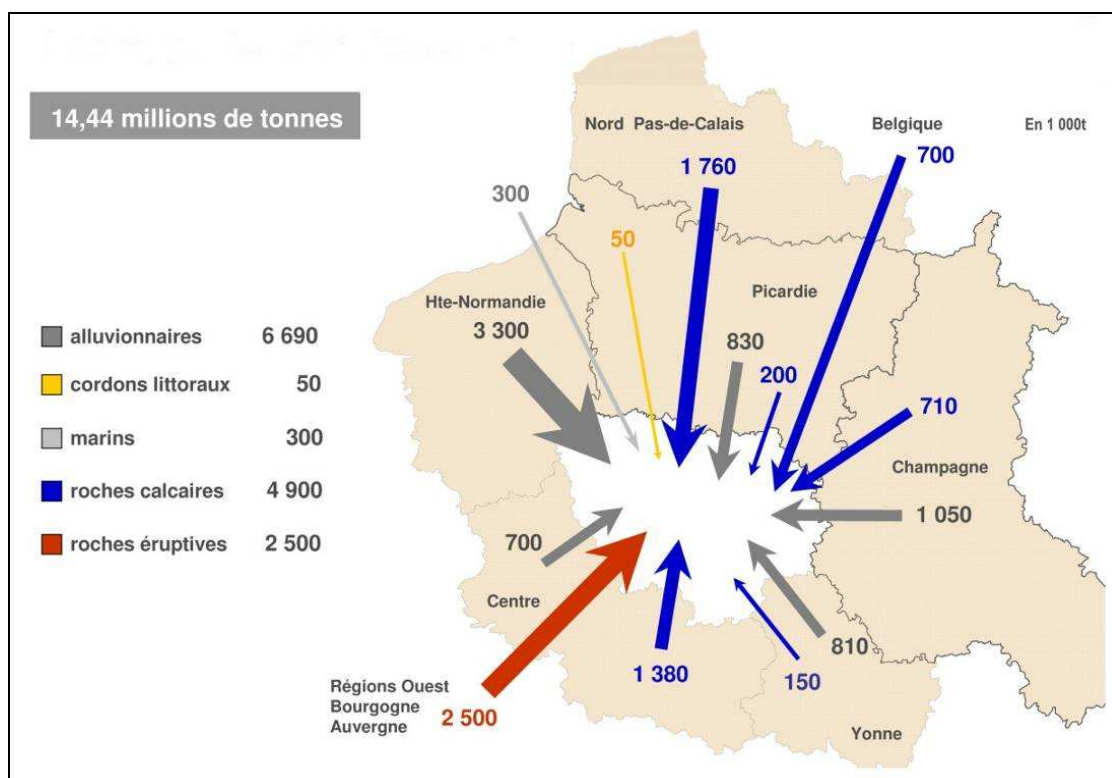 14,44 millions de tonnes
Nord Pas-de-Calais
Belgique
En 1 000t
1 760
700
300
50
Picardie
Hte-Normandie
3 300
830
200
710
Champagne
1 050
alluvionnaires 6 690
cordons littoraux 50
marins 300
roches calcaires 4 900
roches éruptives 2 500
700
Centre
810
1 380
150
Régions Ouest
Bourgogne
Auvergne
2 500
Yonne